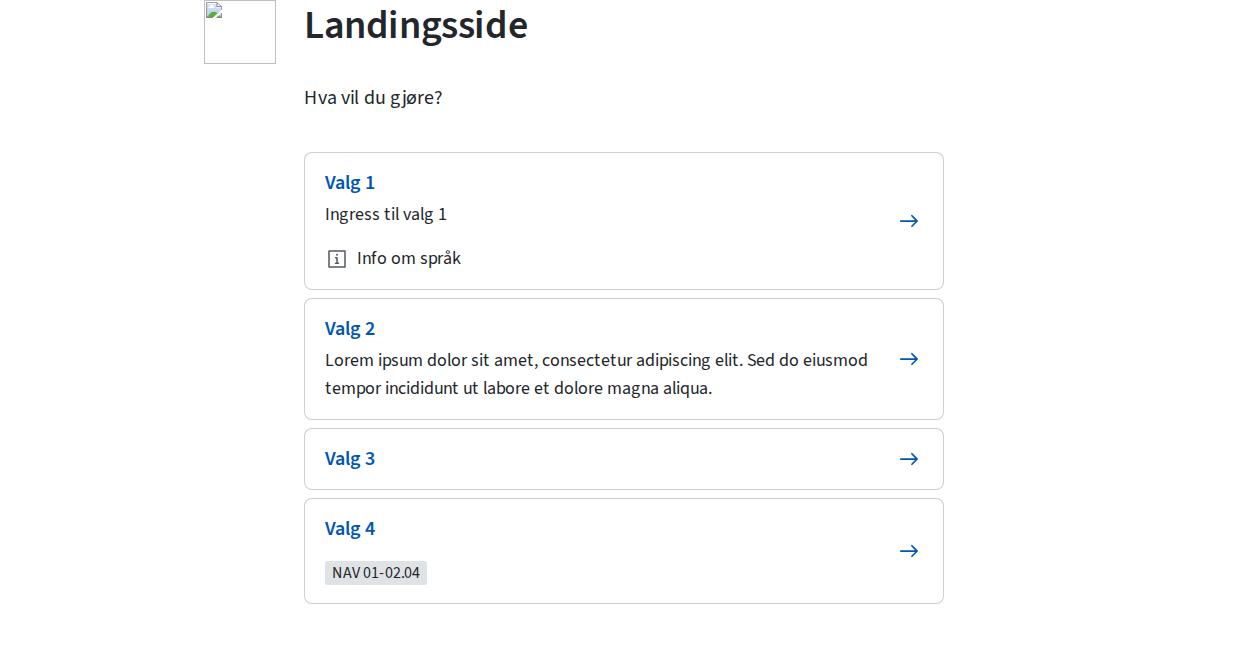 Landingsside
Hva vil du gjøre?
Valg 1
Ingress til valg 1
Info om språk
Valg 2
Lorem ipsum dolor sit amet, consectetur adipiscing elit. Sed do eiusmod
tempor incididunt ut labore et dolore magna aliqua.
Valg 3
Valg 4
NAV 01-02.04